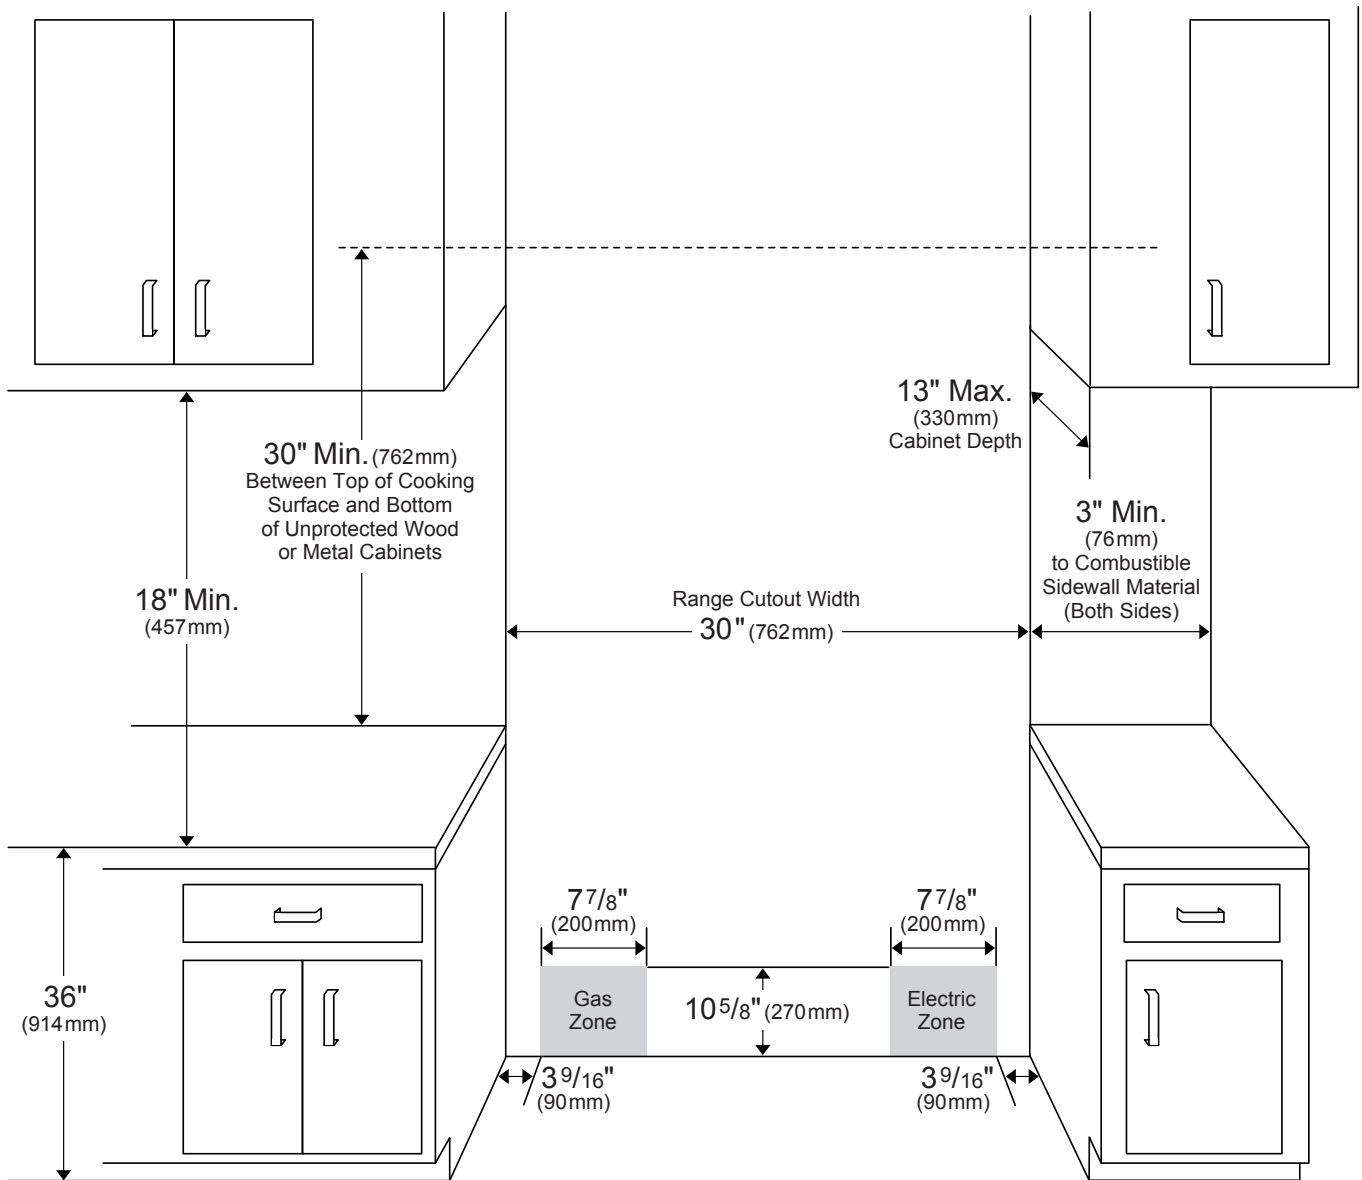 13" Max.
(330mm)
Cabinet Depth
30" Min. (762mm)
Between Top of Cooking
Surface and Bottom
of Unprotected Wood
or Metal Cabinets
3" Min.
(76mm)
to Combustible
Sidewall Material
(Both Sides)
18" Min.
(457mm)
Range Cutout Width
30" (762mm)
7 7/8"
(200mm)
7 7/8"
(200mm)
36"
(914mm)
Gas
Zone
10 5/8" (270mm)
Electric
Zone
3 9/16"
(90mm)
3 9/16"
(90mm)